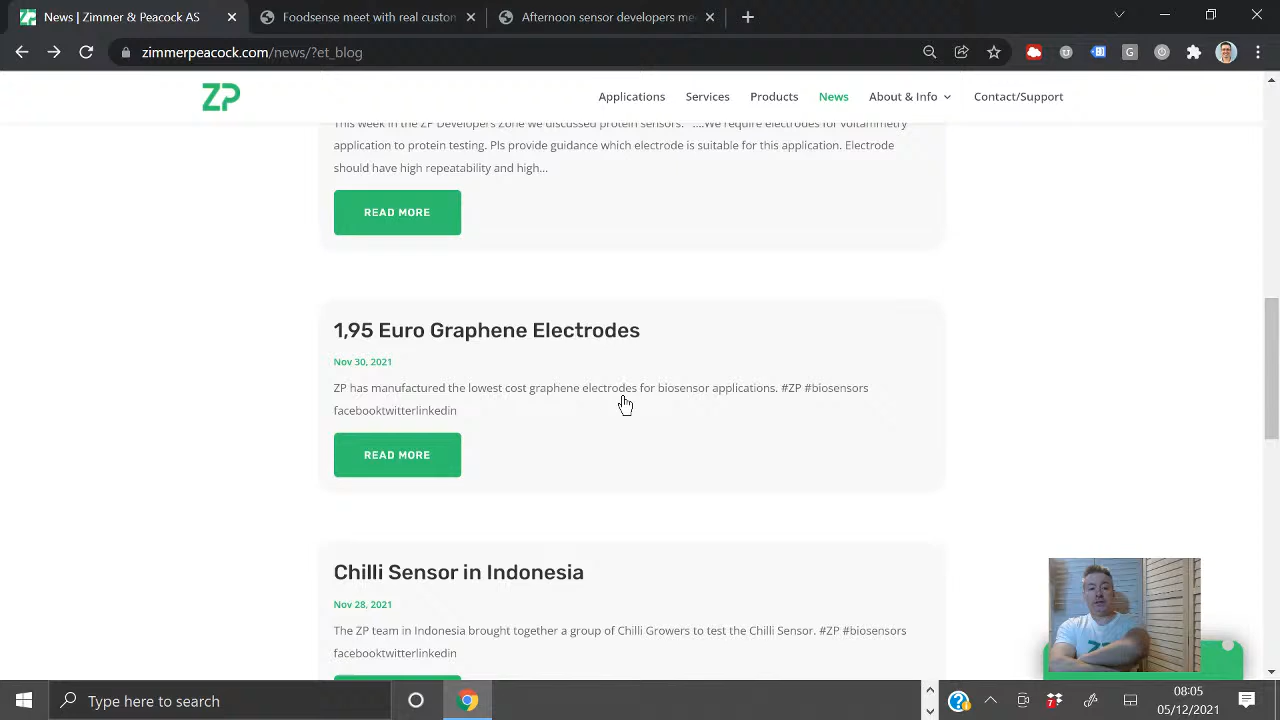 News | Zimmer & Peacock AS
Foodsense meet with real custom
Afternoon sensor developers mee
zimmerpeacock.com/news/?et_blog
ZP
Applications
Services
Products
News
About & Info
Contact/Support
This week in the ZP Developers Zone we discussed protein sensors. "....We require electrodes for voltammetry
application to protein testing. Pls provide guidance which electrode is suitable for this application. Electrode
should have high repeatability and high...
READ MORE
1,95 Euro Graphene Electrodes
Nov 30, 2021
ZP has manufactured the lowest cost graphene electrodes for biosensor applications. #ZP #biosensors
facebooktwitterlinkedin
READ MORE
Chilli Sensor in Indonesia
Nov 28, 2021
The ZP team in Indonesia brought together a group of Chilli Growers to test the Chilli Sensor. #ZP #biosensors
facebooktwitterlinkedin
Type here to search
08:05
05/12/2021